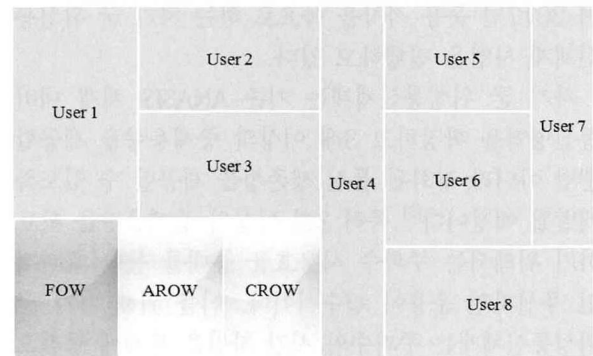 User 2
User 5
User 1
User 7
User 3
User 4
User 6
FOW
AROW
CROW
User 8